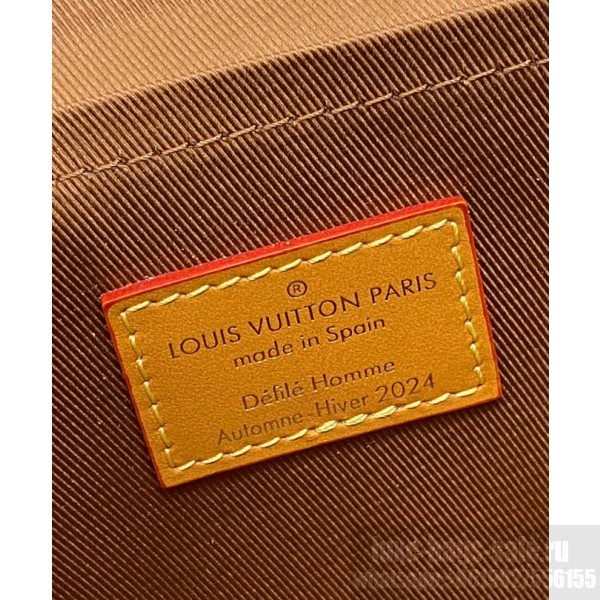 ®
LOUIS VUITTON PARIS
made in Spain
Défilé Homme
Automne-Hiver 2024